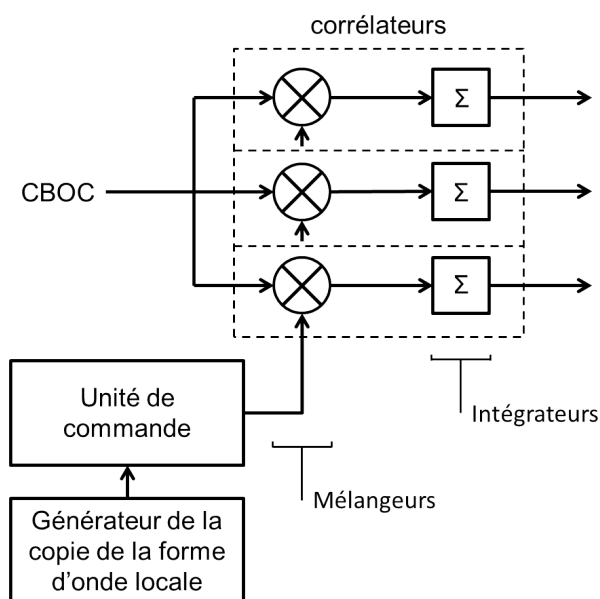 corrélateurs
Σ
CBOC
Σ
Σ
Unité de
commande
Intégrateurs
Mélangeurs
Générateur de la
copie de la forme
d'onde locale